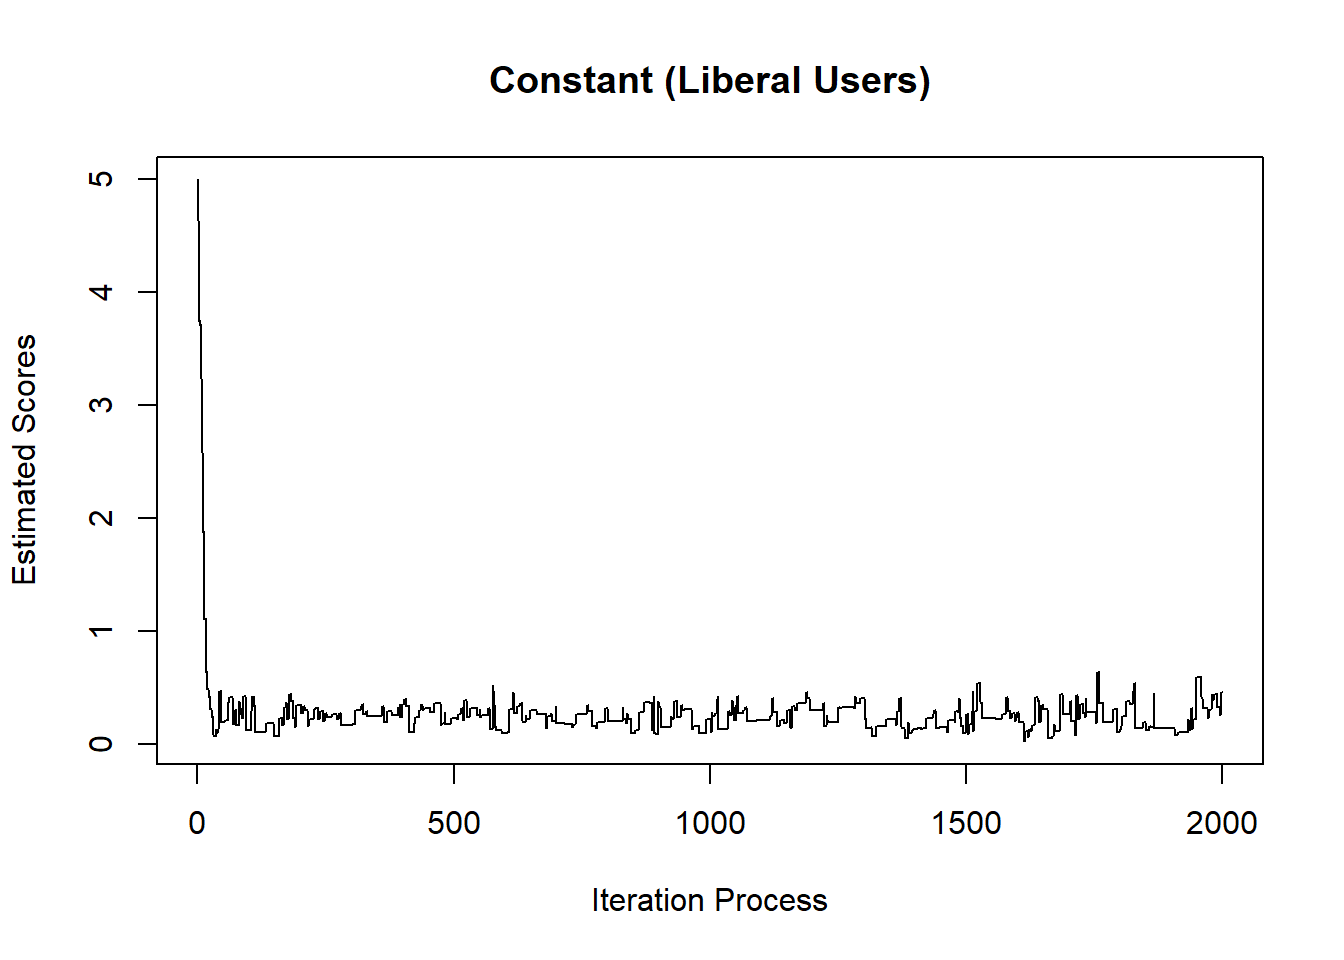 Constant (Liberal Users)
Estimated Scores
5
4
3
2
1
0
0 500 1000 1500 2000
Iteration Process